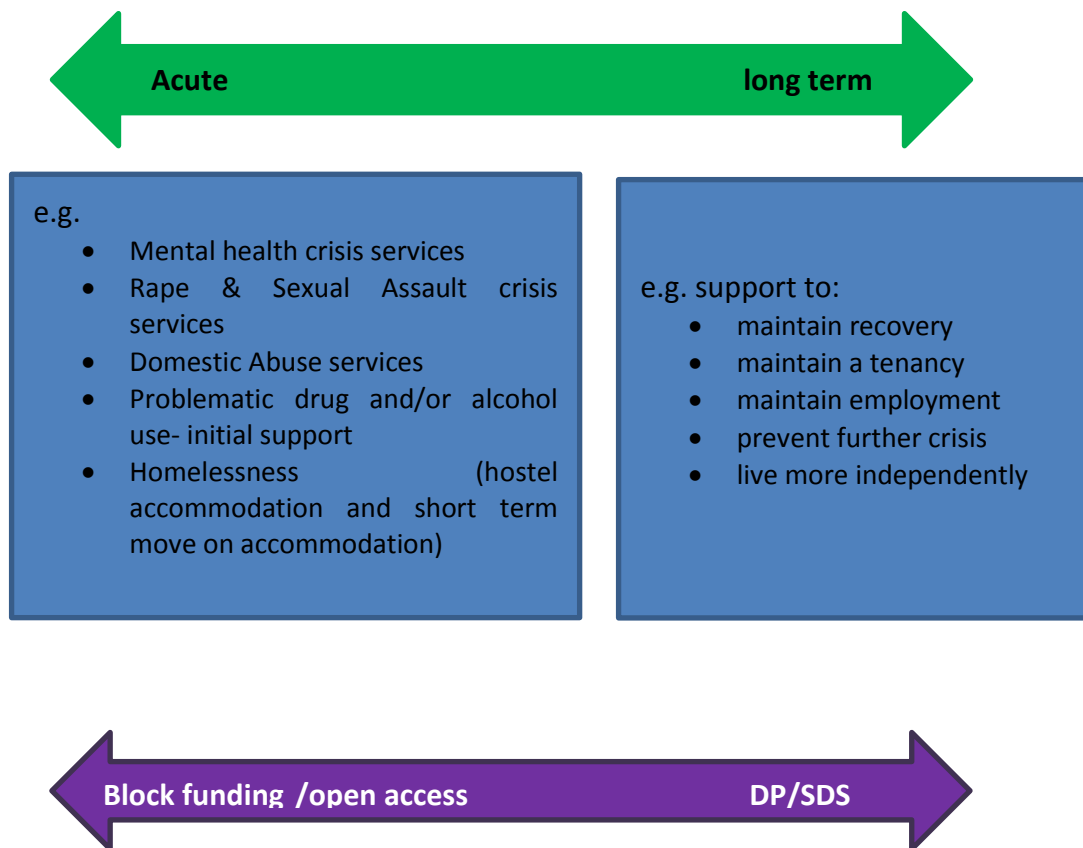 Acute long term
e.g.
• Mental health crisis services
• Rape & Sexual Assault crisis
services
• Domestic Abuse services
• Problematic drug and/or alcohol
use- initial support
• Homelessness (hostel
accommodation and short term
move on accommodation)
e.g. support to:
• maintain recovery
• maintain a tenancy
• maintain employment
• prevent further crisis
• live more independently
Block funding /open access DP/SDS